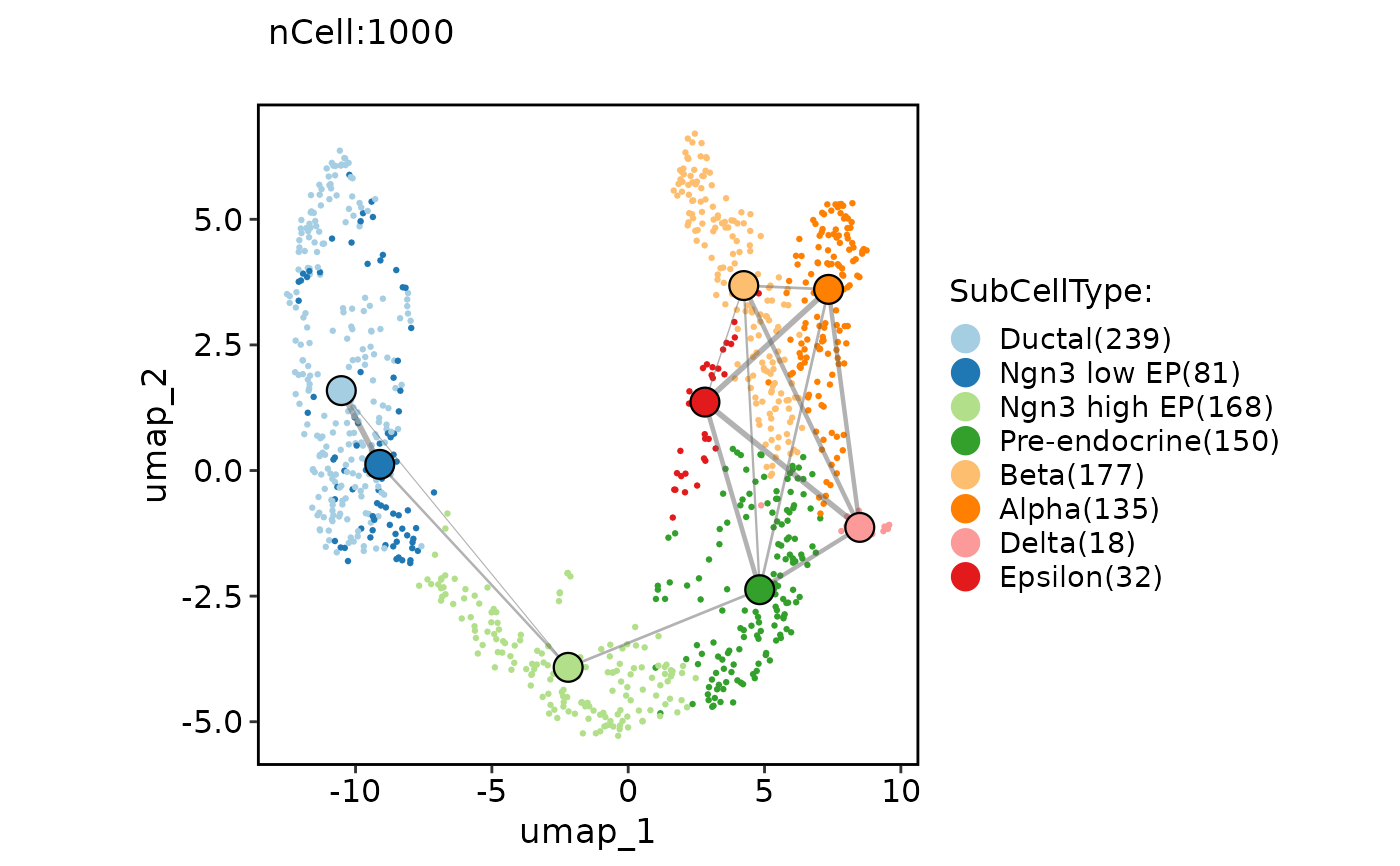 nCell:1000
umap_2
5.0
2.5
0.0
-2.5
-5.0
-10
-5
0
5
10
umap_1
SubCellType:
Ductal(239)
Ngn3 low EP(81)
Ngn3 high EP(168)
Pre-endocrine(150)
Beta(177)
Alpha(135)
Delta(18)
Epsilon(32)